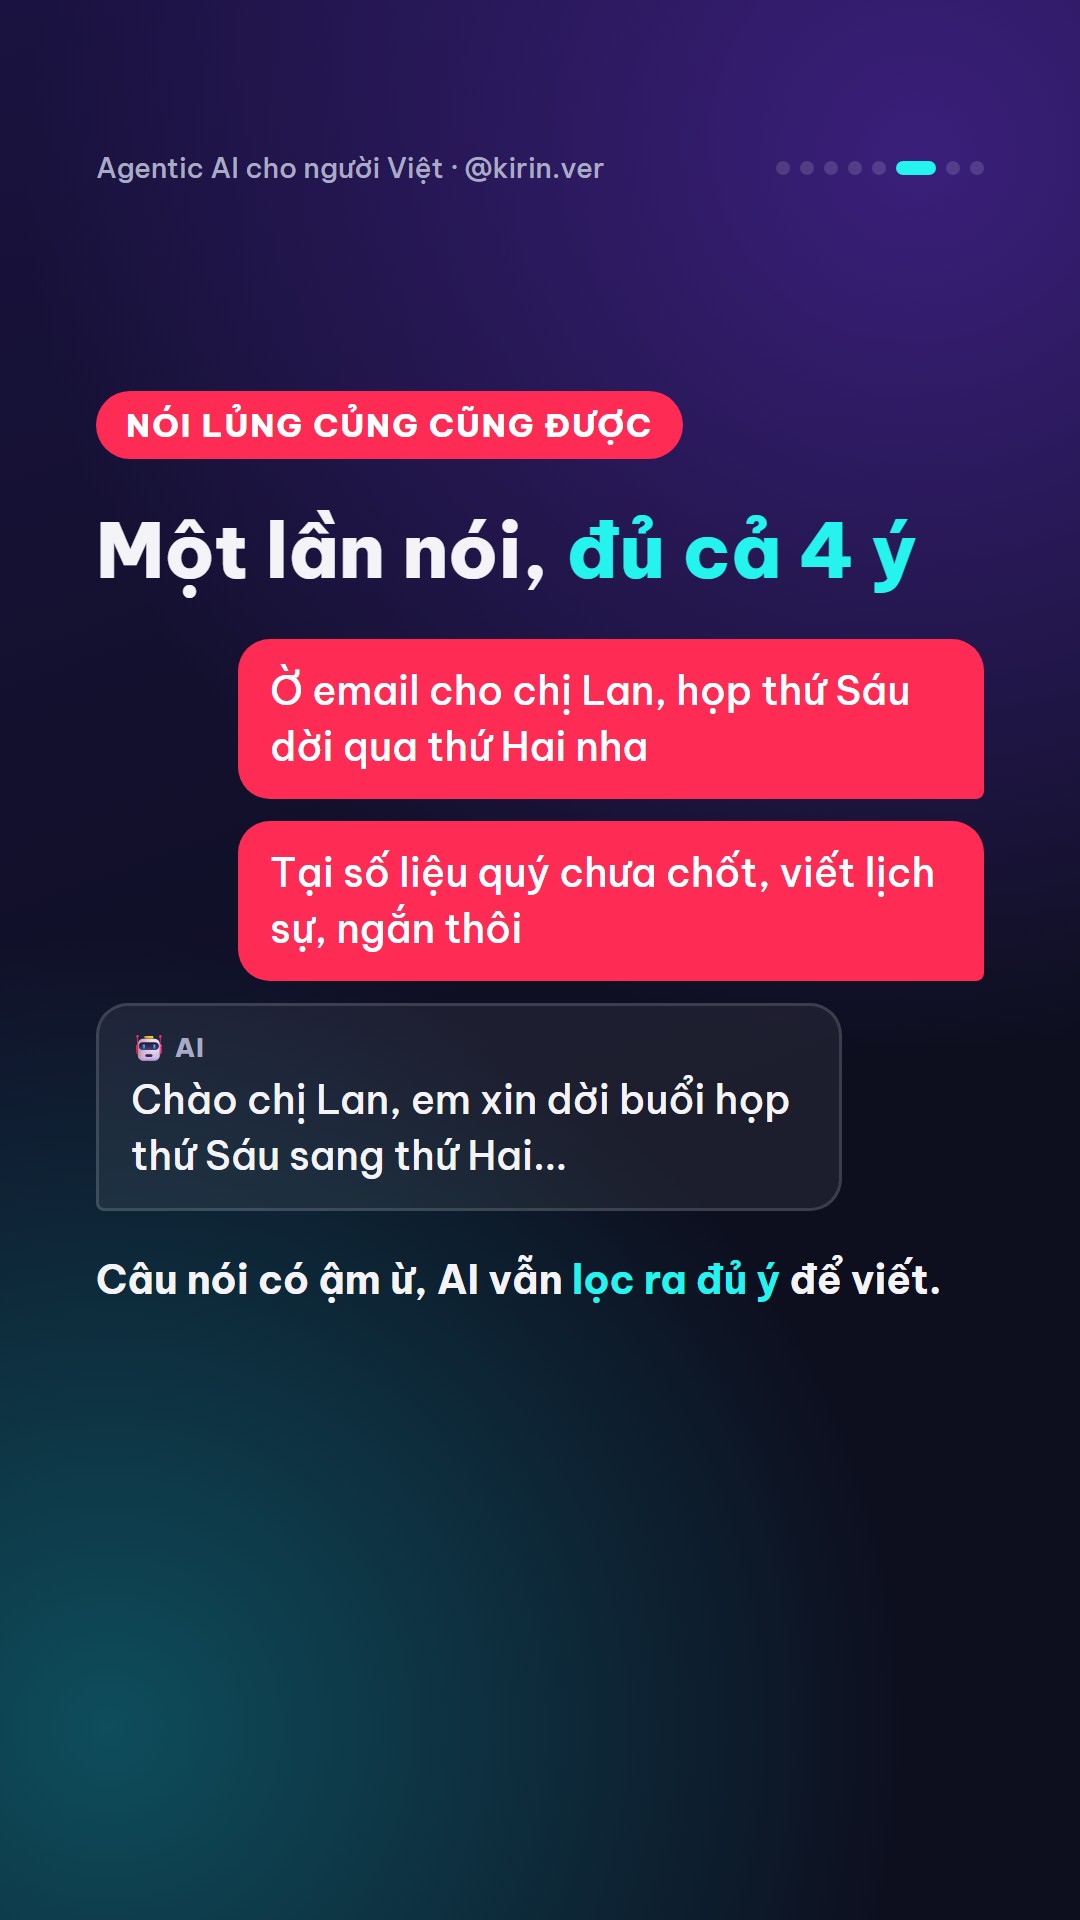 Agentic AI cho người Việt · @kirin.ver
NÓI LỦNG CỦNG CŨNG ĐƯỢC
Một lần nói, đủ cả 4 ý
Ờ email cho chị Lan, họp thứ Sáu
dời qua thứ Hai nha
Tại số liệu quý chưa chốt, viết lịch
sự, ngắn thôi
AI
Chào chị Lan, em xin dời buổi họp
thứ Sáu sang thứ Hai...
Câu nói có ậm ừ, AI vẫn lọc ra đủ ý để viết.